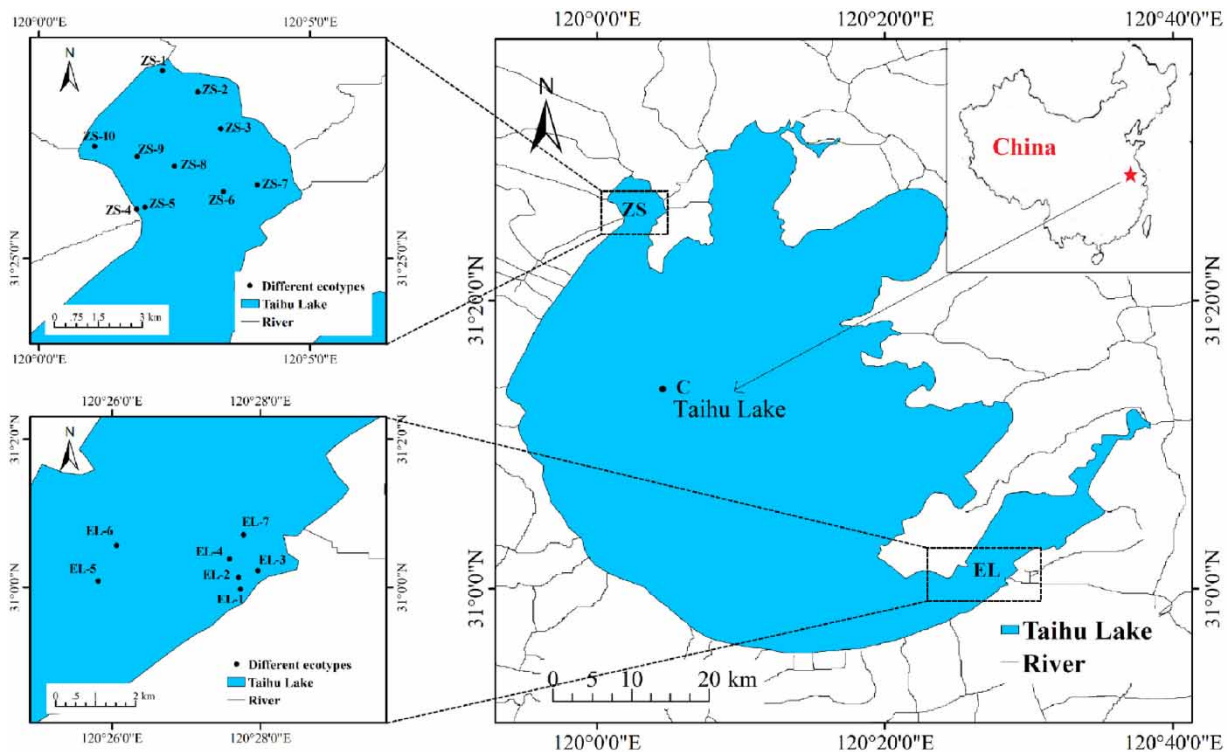 120°0'0"E 120°5'0"E
N
ZS-1
ZS-2
ZS-3
ZS-10
ZS-9
ZS-8
ZS-7
ZS-6
ZS-4
ZS-5
31°25'0"N
31°25'0"N
Different ecotypes
Taihu Lake
River
0 .75 1.5 3 km
120°0'0"E 120°5'0"E
120°26'0"E 120°28'0"E
31°2'0"N
31°2'0"N
N
EL-7
EL-6
EL-4
EL-3
EL-5
EL-2
EL-1
31°0'0"N
31°0'0"N
Different ecotypes
Taihu Lake
River
0 .5 1 2 km
120°26'0"E 120°28'0"E
120°0'0"E 120°20'0"E 120°40'0"E
N
China
ZS
31°20'0"N
31°20'0"N
C
Taihu Lake
EL
31°0'0"N
31°0'0"N
Taihu Lake
River
0 5 10 20 km
120°0'0"E 120°20'0"E 120°40'0"E